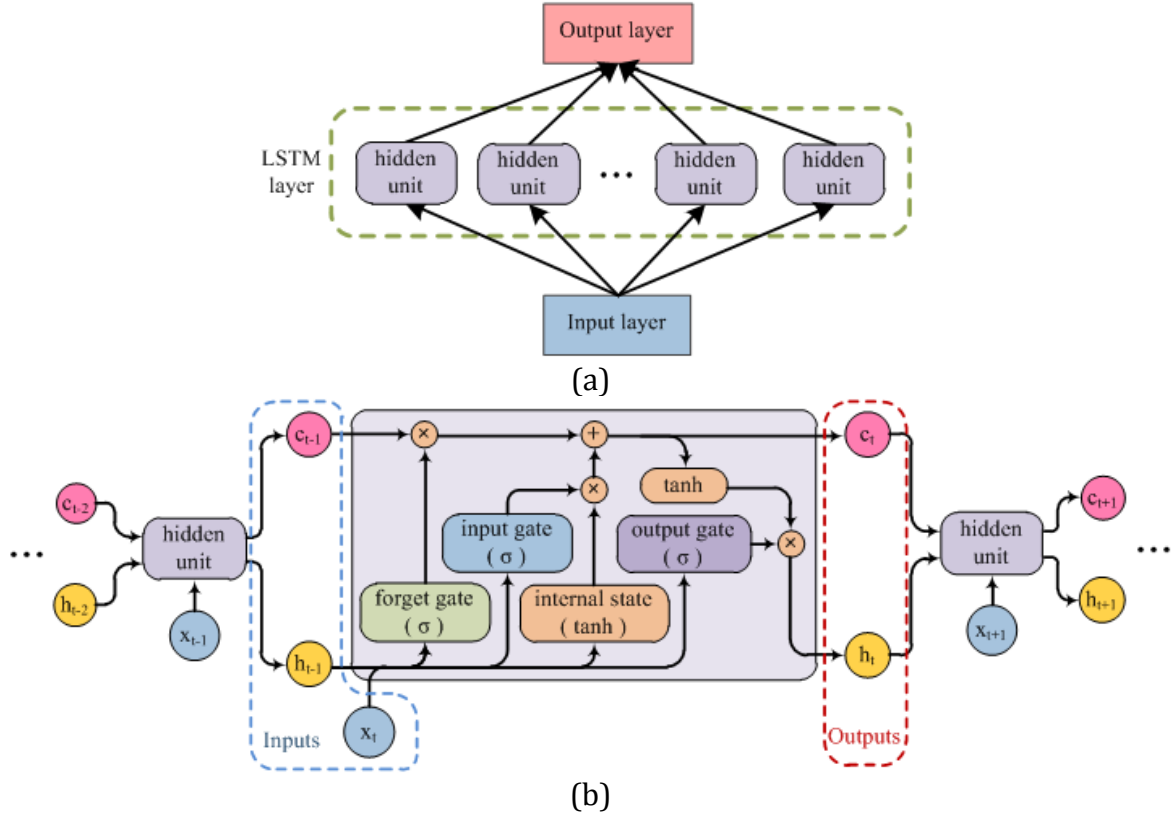 Output layer
LSTM
layer
hidden
unit
hidden
unit
...
hidden
unit
hidden
unit
Input layer
(a)
c_{t-1}
×
+
c_t
tanh
c_{t-2}
×
c_{t+1}
...
hidden
unit
input gate
( σ )
output gate
( σ )
×
hidden
unit
...
h_{t-2}
forget gate
( σ )
internal state
( tanh )
h_{t+1}
x_{t-1}
x_{t+1}
h_{t-1}
h_t
x_t
Inputs
Outputs
(b)